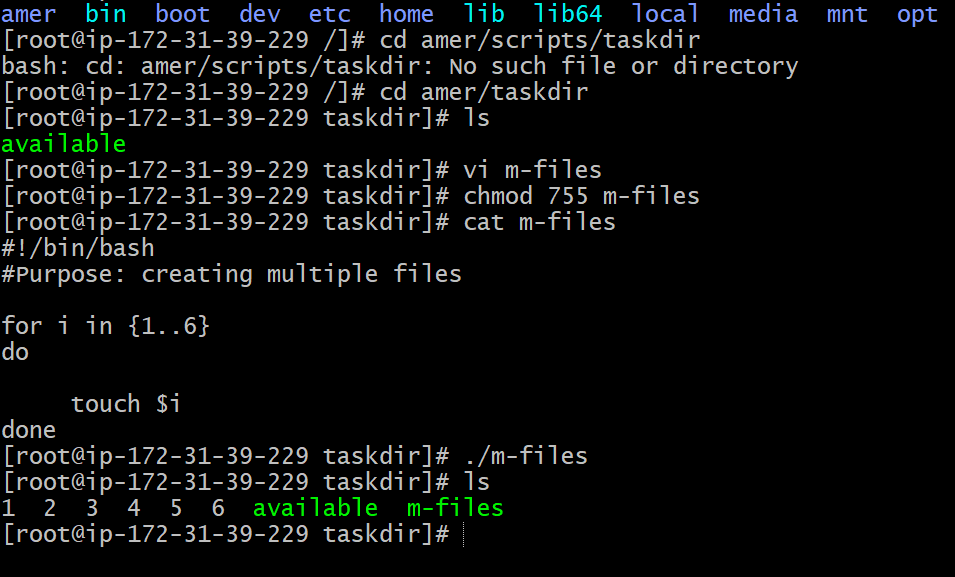 amer bin boot dev etc home lib lib64 local media mnt opt
[root@ip-172-31-39-229 /]# cd amer/scripts/taskdir
bash: cd: amer/scripts/taskdir: No such file or directory
[root@ip-172-31-39-229 /]# cd amer/taskdir
[root@ip-172-31-39-229 taskdir]# ls
available
[root@ip-172-31-39-229 taskdir]# vi m-files
[root@ip-172-31-39-229 taskdir]# chmod 755 m-files
[root@ip-172-31-39-229 taskdir]# cat m-files
#!/bin/bash
#Purpose: creating multiple files
for i in {1..6}
do
touch $i
done
[root@ip-172-31-39-229 taskdir]# ./m-files
[root@ip-172-31-39-229 taskdir]# ls
1 2 3 4 5 6 available m-files
[root@ip-172-31-39-229 taskdir]#